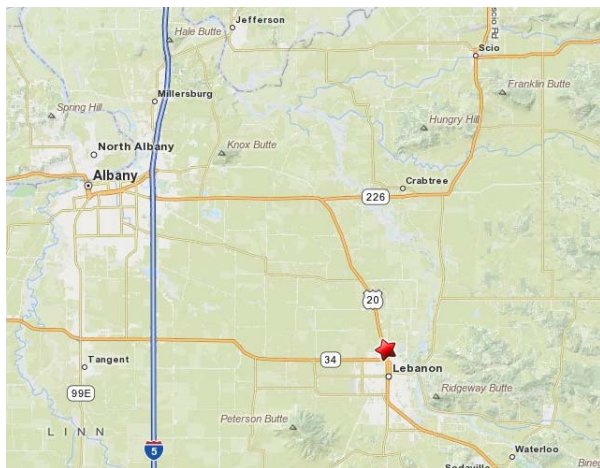 Jefferson
Hale Butte
Scio
Millersburg
Franklin Butte
Spring Hill
Hungry Hill
North Albany
Knox Butte
Albany
Crabtree
226
20
34
Tangent
Lebanon
99E
Ridgeway Butte
Peterson Butte
LINN
5
Waterloo
Sodaville